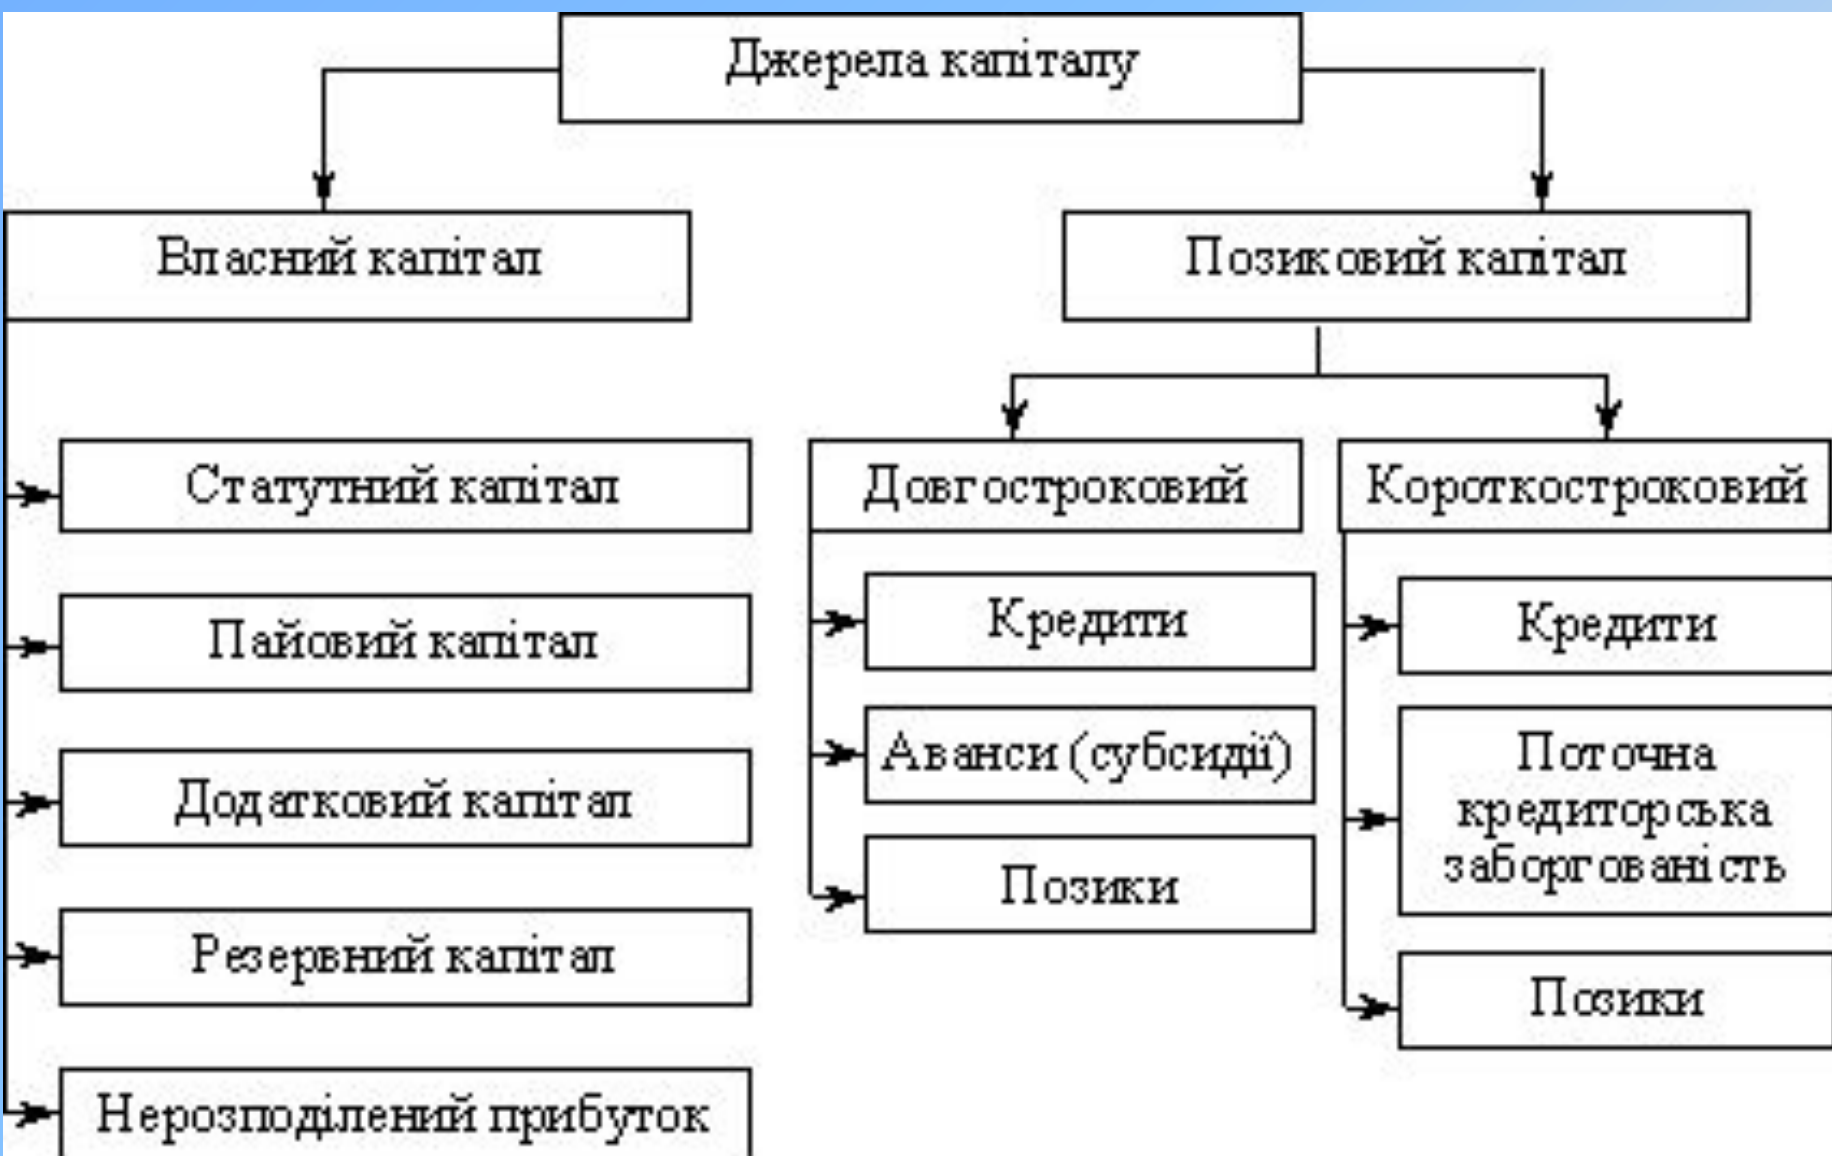 Джерела капіталу
Власний капітал
Позиковий капітал
Статутний капітал
Пайовий капітал
Додатковий капітал
Резервний капітал
Нерозподілений прибуток
Довгостроковий
Кредити
Аванси (субсидії)
Позики
Короткостроковий
Кредити
Поточна
кредиторська
заборгованість
Позики